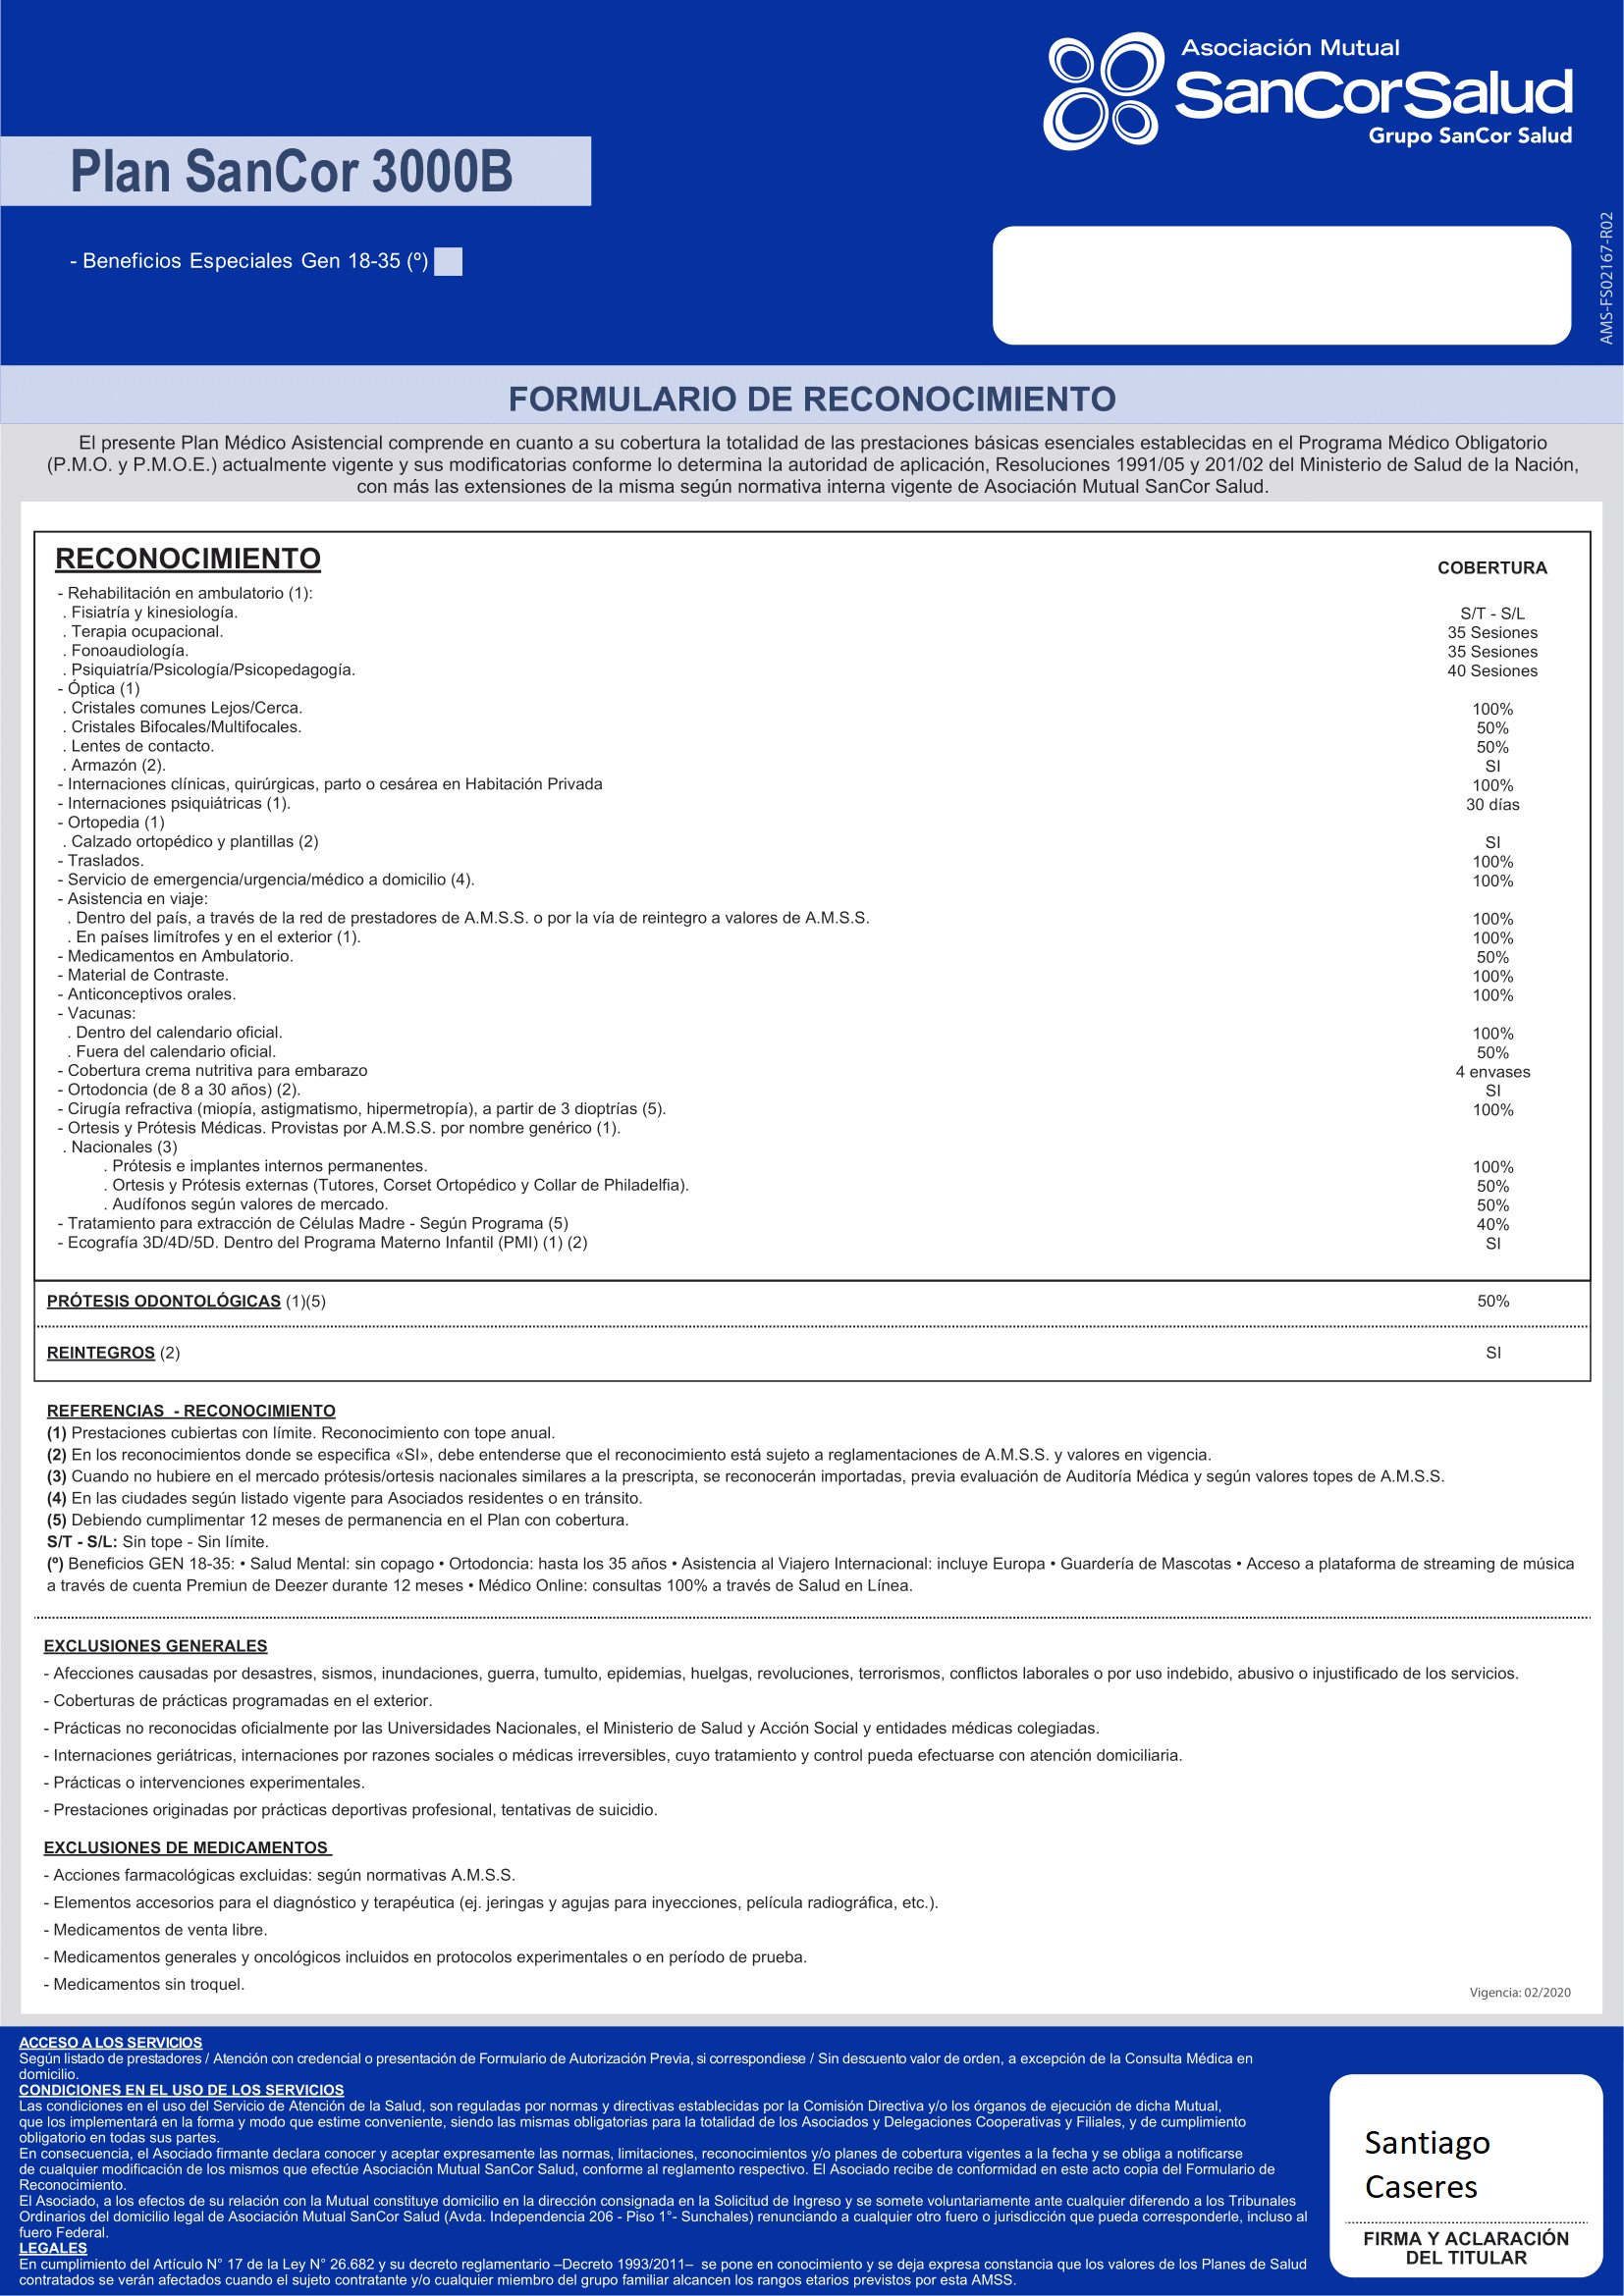 Asociación Mutual
SanCorSalud
Grupo SanCor Salud
Plan SanCor 3000B
- Beneficios Especiales Gen 18-35 (º)
AMS-FS02167-R02
FORMULARIO DE RECONOCIMIENTO
El presente Plan Médico Asistencial comprende en cuanto a su cobertura la totalidad de las prestaciones básicas esenciales establecidas en el Programa Médico Obligatorio
(P.M.O. y P.M.O.E.) actualmente vigente y sus modificatorias conforme lo determina la autoridad de aplicación, Resoluciones 1991/05 y 201/02 del Ministerio de Salud de la Nación,
con más las extensiones de la misma según normativa interna vigente de Asociación Mutual SanCor Salud.
RECONOCIMIENTO COBERTURA
- Rehabilitación en ambulatorio (1):
. Fisiatría y kinesiología. S/T - S/L
. Terapia ocupacional. 35 Sesiones
. Fonoaudiología. 35 Sesiones
. Psiquiatría/Psicología/Psicopedagogía. 40 Sesiones
- Óptica (1)
. Cristales comunes Lejos/Cerca. 100%
. Cristales Bifocales/Multifocales. 50%
. Lentes de contacto. 50%
. Armazón (2). SI
- Internaciones clínicas, quirúrgicas, parto o cesárea en Habitación Privada 100%
- Internaciones psiquiátricas (1). 30 días
- Ortopedia (1)
. Calzado ortopédico y plantillas (2) SI
- Traslados. 100%
- Servicio de emergencia/urgencia/médico a domicilio (4). 100%
- Asistencia en viaje:
. Dentro del país, a través de la red de prestadores de A.M.S.S. o por la vía de reintegro a valores de A.M.S.S. 100%
. En países limítrofes y en el exterior (1). 100%
- Medicamentos en Ambulatorio. 50%
- Material de Contraste. 100%
- Anticonceptivos orales. 100%
- Vacunas:
. Dentro del calendario oficial. 100%
. Fuera del calendario oficial. 50%
- Cobertura crema nutritiva para embarazo 4 envases
- Ortodoncia (de 8 a 30 años) (2). SI
- Cirugía refractiva (miopía, astigmatismo, hipermetropía), a partir de 3 dioptrías (5). 100%
- Ortesis y Prótesis Médicas. Provistas por A.M.S.S. por nombre genérico (1).
. Nacionales (3)
. Prótesis e implantes internos permanentes. 100%
. Ortesis y Prótesis externas (Tutores, Corset Ortopédico y Collar de Philadelfia). 50%
. Audífonos según valores de mercado. 50%
- Tratamiento para extracción de Células Madre - Según Programa (5) 40%
- Ecografía 3D/4D/5D. Dentro del Programa Materno Infantil (PMI) (1) (2) SI
PRÓTESIS ODONTOLÓGICAS (1)(5) 50%
REINTEGROS (2) SI
REFERENCIAS - RECONOCIMIENTO
(1) Prestaciones cubiertas con límite. Reconocimiento con tope anual.
(2) En los reconocimientos donde se especifica «SI», debe entenderse que el reconocimiento está sujeto a reglamentaciones de A.M.S.S. y valores en vigencia.
(3) Cuando no hubiere en el mercado prótesis/ortesis nacionales similares a la prescripta, se reconocerán importadas, previa evaluación de Auditoría Médica y según valores topes de A.M.S.S.
(4) En las ciudades según listado vigente para Asociados residentes o en tránsito.
(5) Debiendo cumplimentar 12 meses de permanencia en el Plan con cobertura.
S/T - S/L: Sin tope - Sin límite.
(º) Beneficios GEN 18-35: • Salud Mental: sin copago • Ortodoncia: hasta los 35 años • Asistencia al Viajero Internacional: incluye Europa • Guardería de Mascotas • Acceso a plataforma de streaming de música
a través de cuenta Premiun de Deezer durante 12 meses • Médico Online: consultas 100% a través de Salud en Línea.
EXCLUSIONES GENERALES
- Afecciones causadas por desastres, sismos, inundaciones, guerra, tumulto, epidemias, huelgas, revoluciones, terrorismos, conflictos laborales o por uso indebido, abusivo o injustificado de los servicios.
- Coberturas de prácticas programadas en el exterior.
- Prácticas no reconocidas oficialmente por las Universidades Nacionales, el Ministerio de Salud y Acción Social y entidades médicas colegiadas.
- Internaciones geriátricas, internaciones por razones sociales o médicas irreversibles, cuyo tratamiento y control pueda efectuarse con atención domiciliaria.
- Prácticas o intervenciones experimentales.
- Prestaciones originadas por prácticas deportivas profesional, tentativas de suicidio.
EXCLUSIONES DE MEDICAMENTOS
- Acciones farmacológicas excluidas: según normativas A.M.S.S.
- Elementos accesorios para el diagnóstico y terapéutica (ej. jeringas y agujas para inyecciones, película radiográfica, etc.).
- Medicamentos de venta libre.
- Medicamentos generales y oncológicos incluidos en protocolos experimentales o en período de prueba.
- Medicamentos sin troquel.
Vigencia: 02/2020
ACCESO A LOS SERVICIOS
Según listado de prestadores / Atención con credencial o presentación de Formulario de Autorización Previa, si correspondiese / Sin descuento valor de orden, a excepción de la Consulta Médica en
domicilio.
CONDICIONES EN EL USO DE LOS SERVICIOS
Las condiciones en el uso del Servicio de Atención de la Salud, son reguladas por normas y directivas establecidas por la Comisión Directiva y/o los órganos de ejecución de dicha Mutual,
que los implementará en la forma y modo que estime conveniente, siendo las mismas obligatorias para la totalidad de los Asociados y Delegaciones Cooperativas y Filiales, y de cumplimiento
obligatorio en todas sus partes.
En consecuencia, el Asociado firmante declara conocer y aceptar expresamente las normas, limitaciones, reconocimientos y/o planes de cobertura vigentes a la fecha y se obliga a notificarse
de cualquier modificación de los mismos que efectúe Asociación Mutual SanCor Salud, conforme al reglamento respectivo. El Asociado recibe de conformidad en este acto copia del Formulario de
Reconocimiento.
El Asociado, a los efectos de su relación con la Mutual constituye domicilio en la dirección consignada en la Solicitud de Ingreso y se somete voluntariamente ante cualquier diferendo a los Tribunales
Ordinarios del domicilio legal de Asociación Mutual SanCor Salud (Avda. Independencia 206 - Piso 1°- Sunchales) renunciando a cualquier otro fuero o jurisdicción que pueda corresponderle, incluso al
fuero Federal.
LEGALES
En cumplimiento del Artículo N° 17 de la Ley N° 26.682 y su decreto reglamentario –Decreto 1993/2011– se pone en conocimiento y se deja expresa constancia que los valores de los Planes de Salud
contratados se verán afectados cuando el sujeto contratante y/o cualquier miembro del grupo familiar alcancen los rangos etarios previstos por esta AMSS.
Santiago
Caseres
FIRMA Y ACLARACIÓN
DEL TITULAR